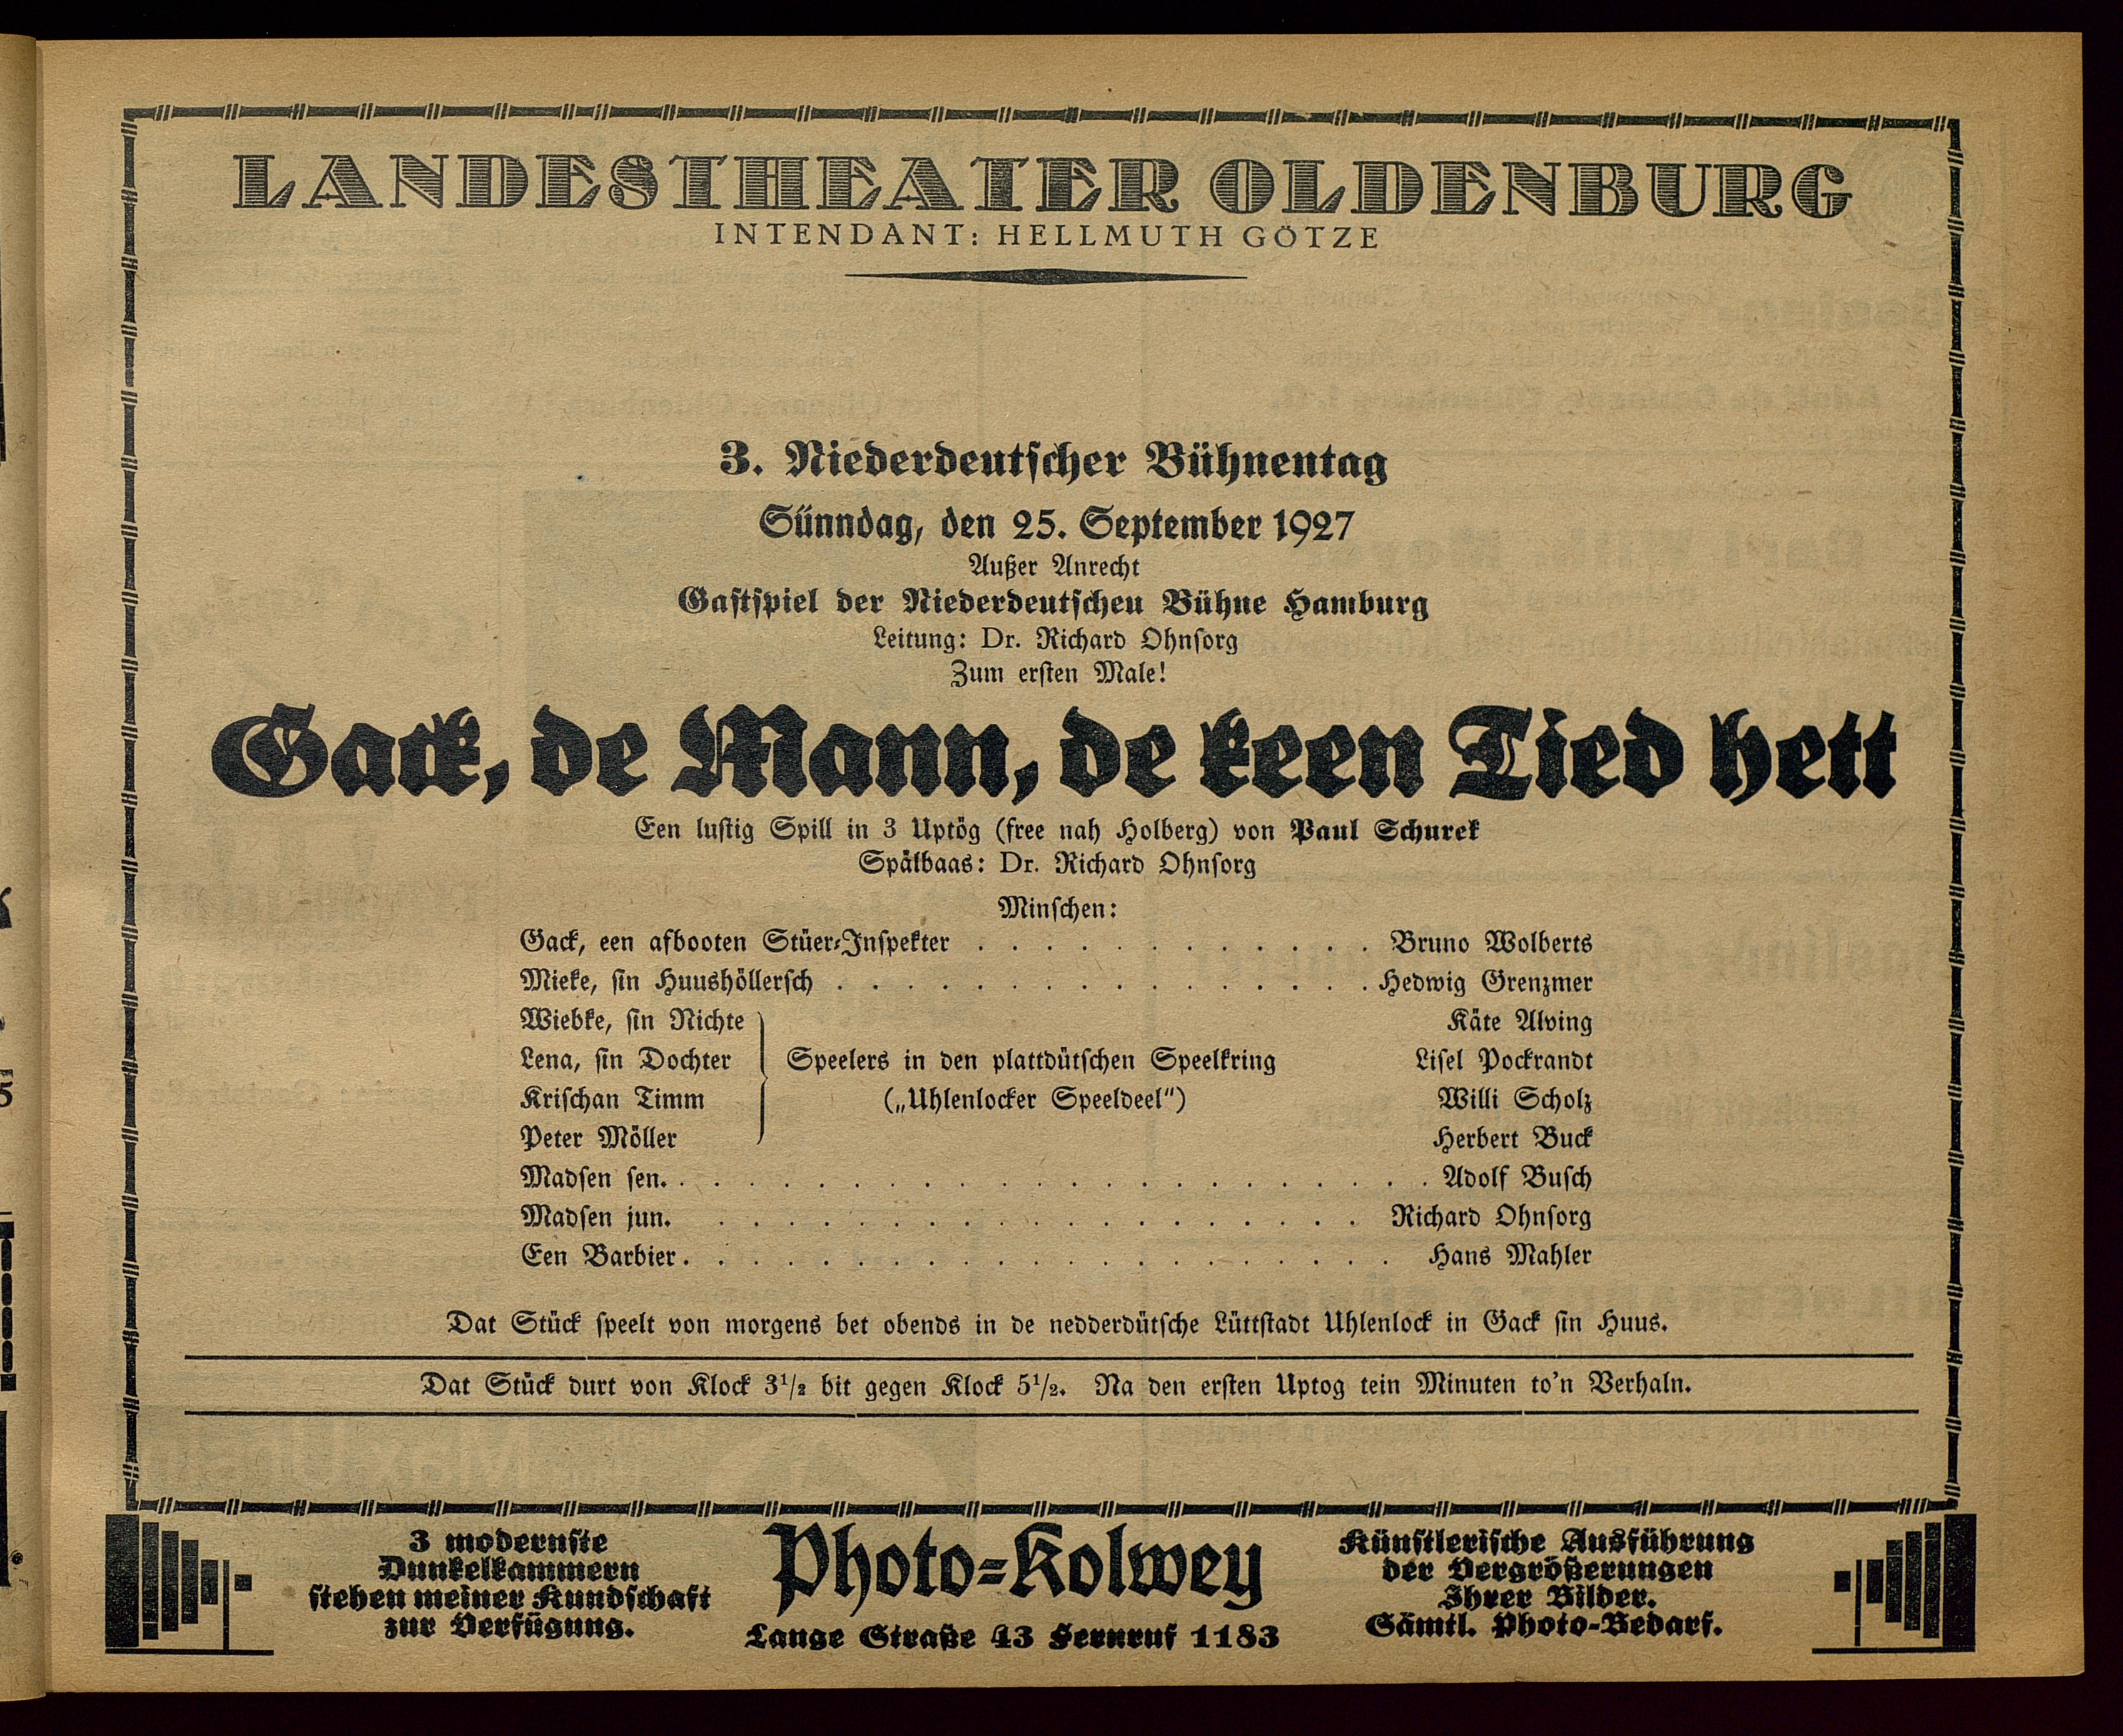 LANDESTHEATER OLDENBURG
INTENDANT: HELLMUTH GÖTZE
3. Niederdeutscher Bühnentag
Sünndag, den 25. September 1927
Außer Anrecht
Gastspiel der Niederdeutschen Bühne Hamburg
Leitung: Dr. Richard Ohnsorg
Zum ersten Male!
Gack, de Mann, de keen Tied hett
Een lustig Spill in 3 Uptög (free nah Holberg) von Paul Schurek
Spälbaas: Dr. Richard Ohnsorg
Minschen:
Gack, een afbooten Stüer-Inspekter . . . . . . . . . . . . Bruno Wolberts
Mieke, sin Huushöllersch . . . . . . . . . . . . . . . . Hedwig Grenzmer
Wiebke, sin Nichte Käte Alving
Lena, sin Dochter Speelers in den plattdütschen Speelkring Lisel Pockrandt
Krischan Timm („Uhlenlocker Speeldeel“) Willi Scholz
Peter Möller Herbert Buck
Madsen sen. . . . . . . . . . . . . . . . . . . . . . Adolf Busch
Madsen jun. . . . . . . . . . . . . . . . . . . . Richard Ohnsorg
Een Barbier . . . . . . . . . . . . . . . . . . . . . Hans Mahler
Dat Stück speelt von morgens bet obends in de nedderdütsche Lüttstadt Uhlenlock in Gack sin Huus.
Dat Stück durt von Klock 3½ bit gegen Klock 5½. Na den ersten Uptog tein Minuten to'n Verhaln.
3 modernste
Dunkelkammern
stehen meiner Kundschaft
zur Verfügung.
Photo-Kolwey
Lange Straße 43 Fernruf 1183
Künstlerische Ausführung
der Vergrößerungen
Ihrer Bilder.
Sämtl. Photo-Bedarf.